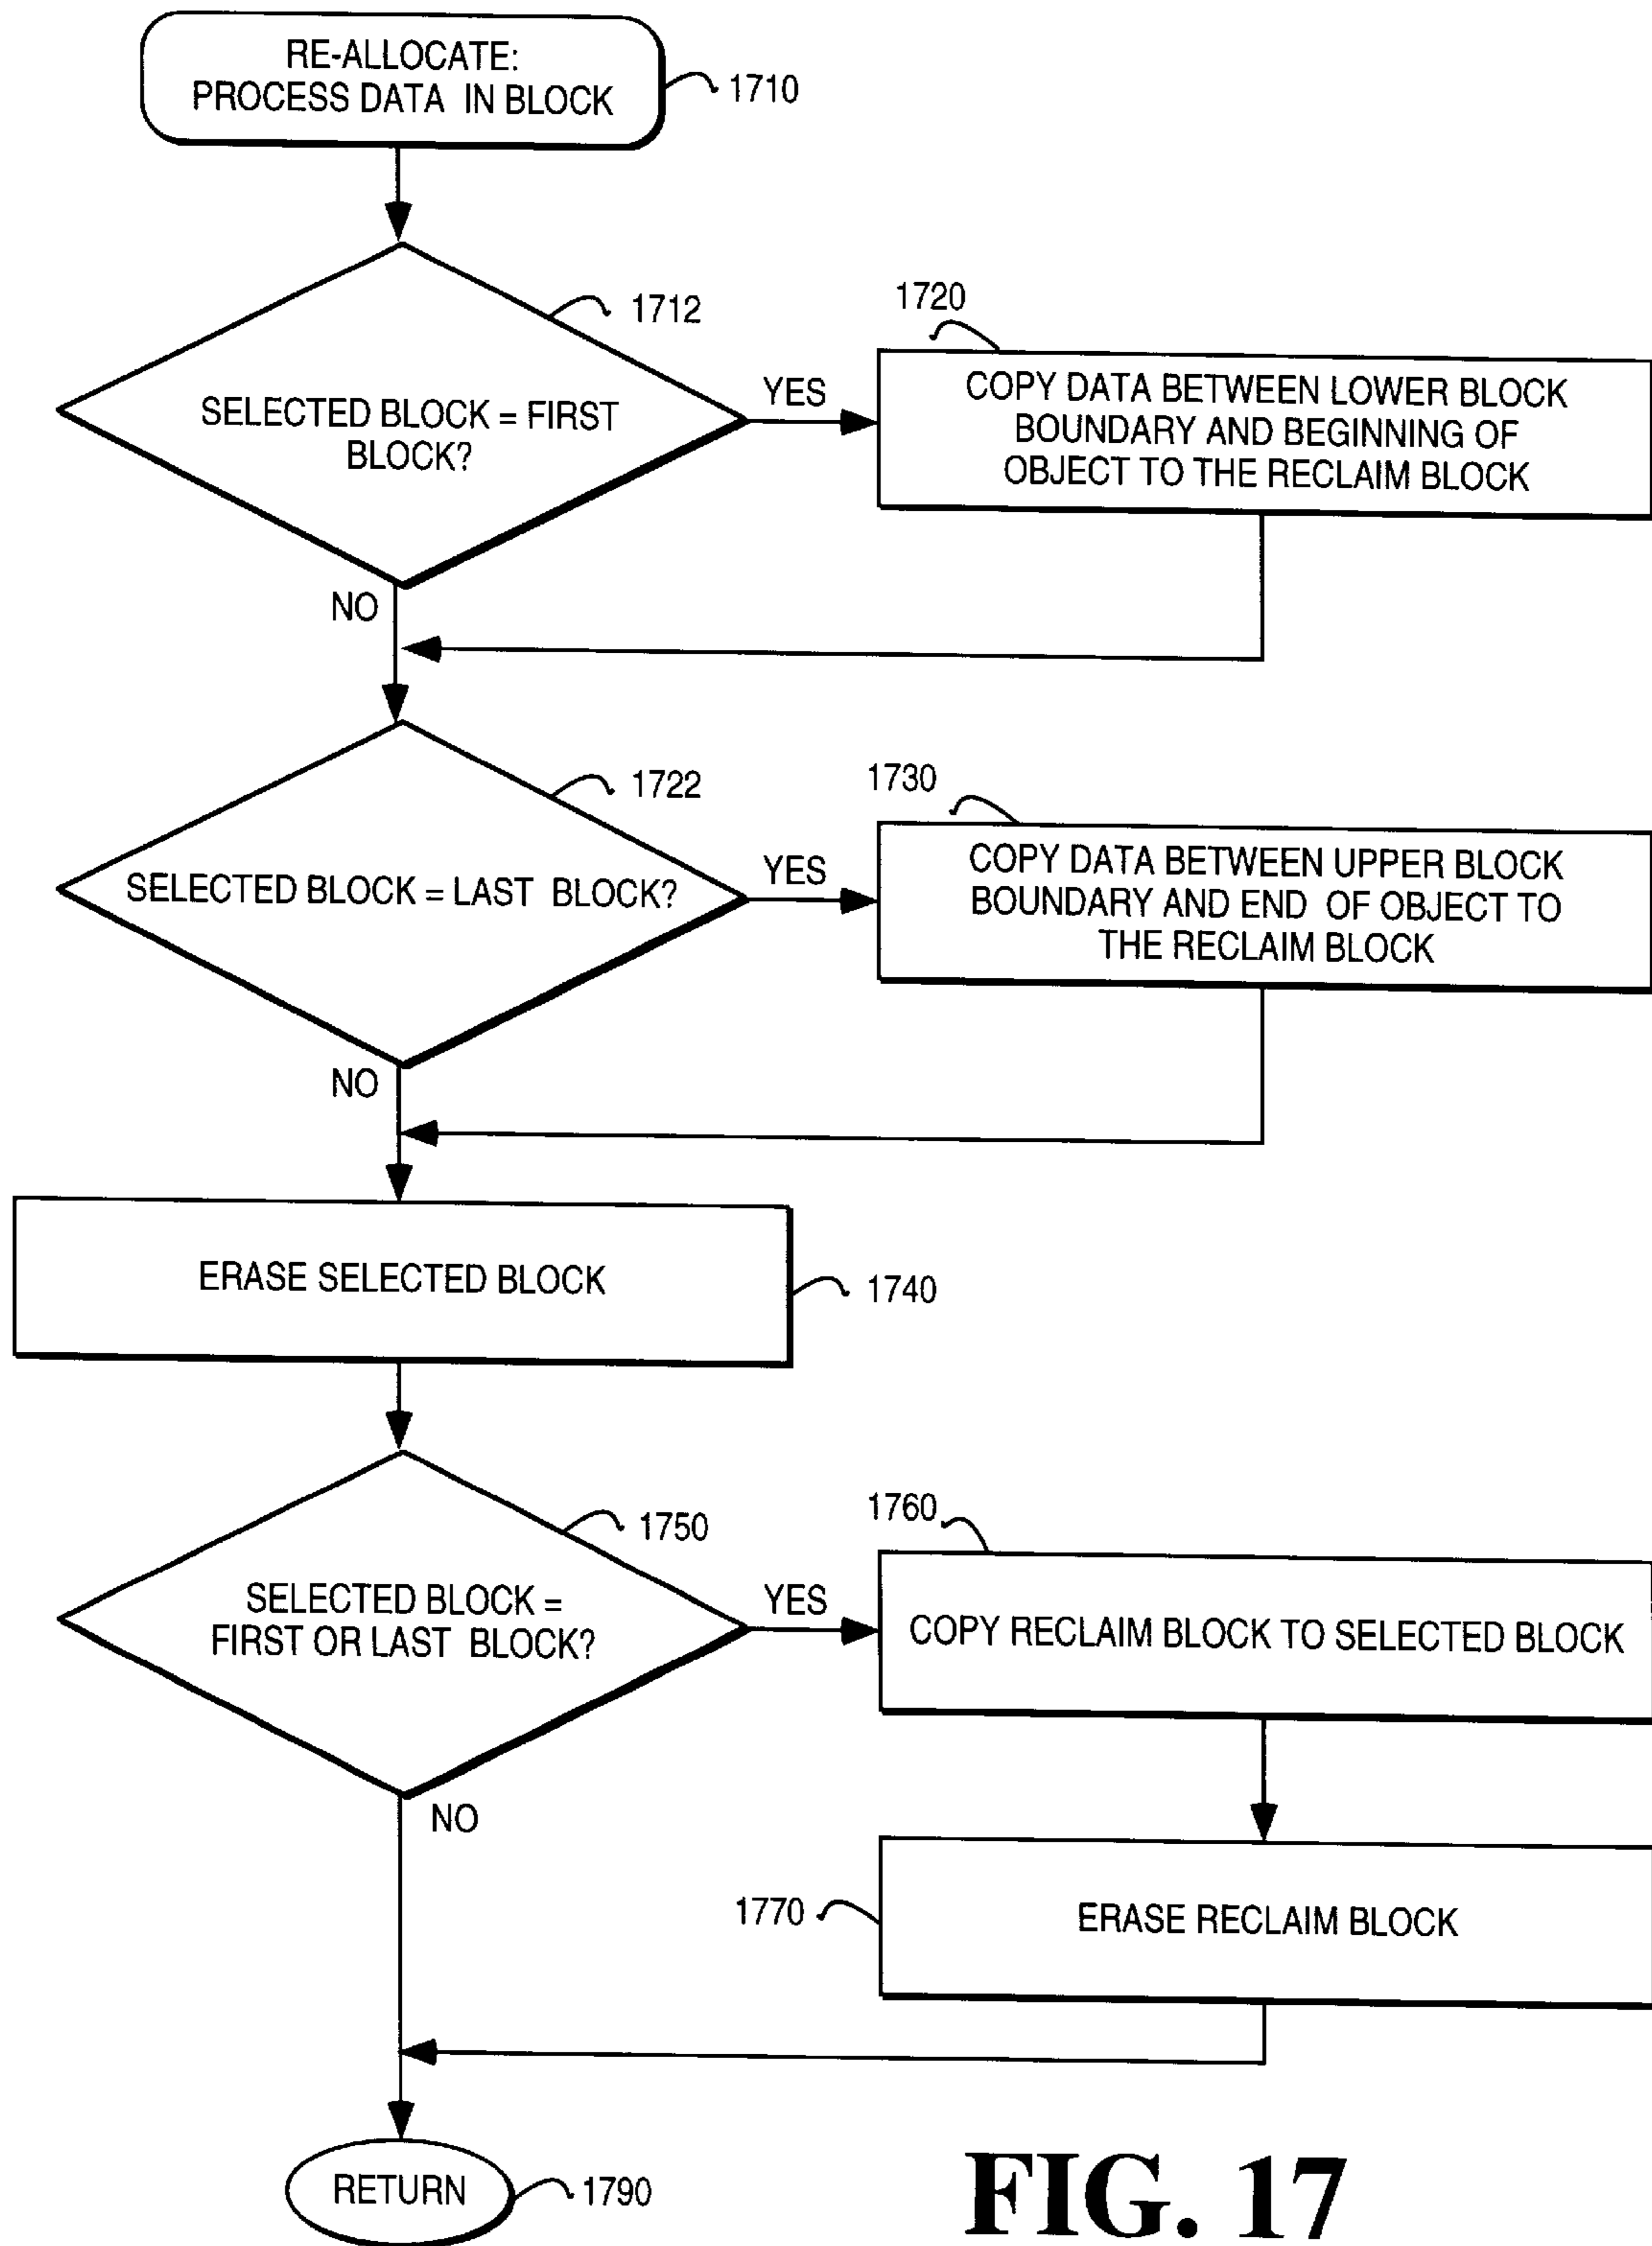 RE-ALLOCATE:
PROCESS DATA IN BLOCK
1710
1712
SELECTED BLOCK = FIRST
BLOCK?
YES
NO
1720
COPY DATA BETWEEN LOWER BLOCK
BOUNDARY AND BEGINNING OF
OBJECT TO THE RECLAIM BLOCK
1722
SELECTED BLOCK = LAST BLOCK?
YES
NO
1730
COPY DATA BETWEEN UPPER BLOCK
BOUNDARY AND END OF OBJECT TO
THE RECLAIM BLOCK
ERASE SELECTED BLOCK
1740
1750
SELECTED BLOCK =
FIRST OR LAST BLOCK?
YES
NO
1760
COPY RECLAIM BLOCK TO SELECTED BLOCK
1770
ERASE RECLAIM BLOCK
RETURN
1790
FIG. 17